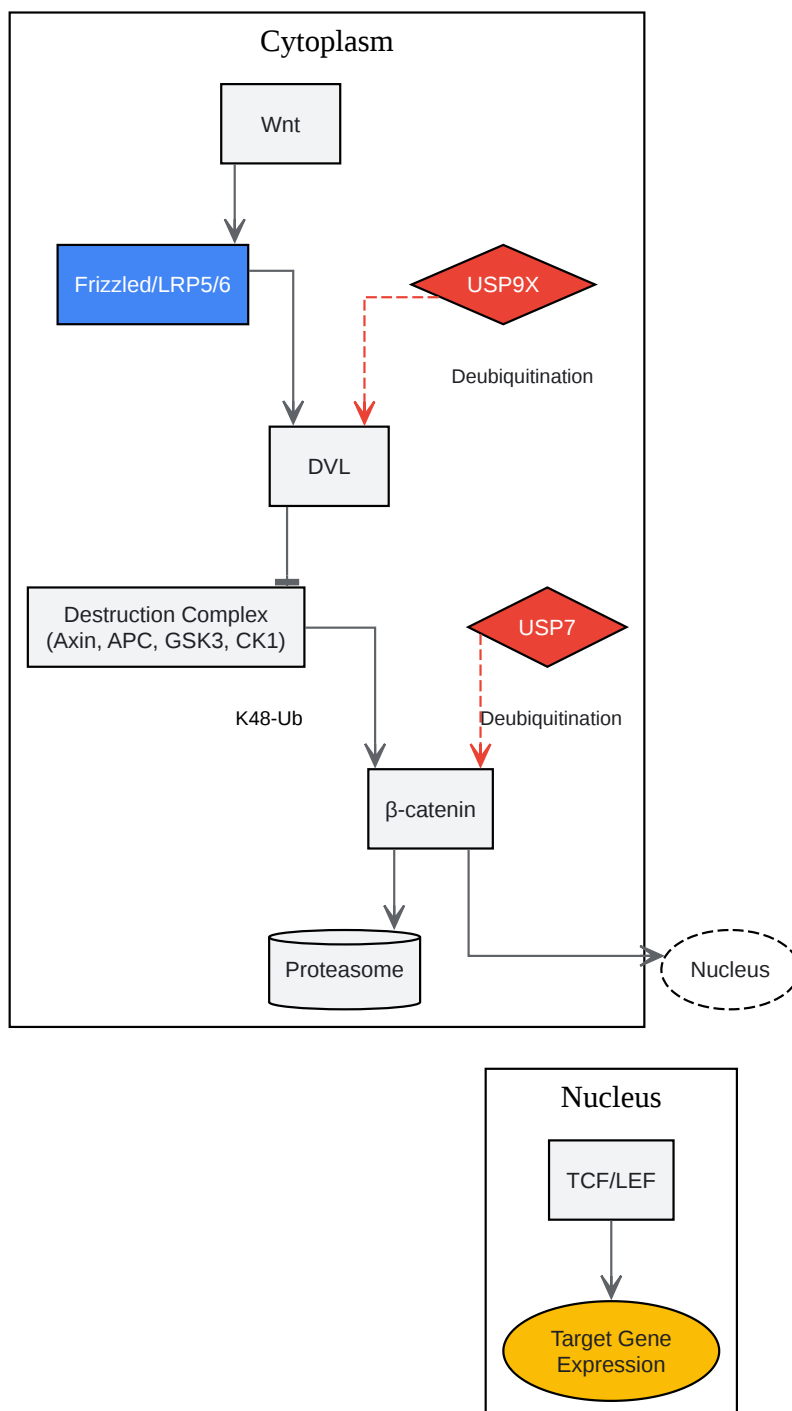 Cytoplasm
Wnt
Frizzled/LRP5/6
USP9X
Deubiquitination
DVL
Destruction Complex
(Axin, APC, GSK3, CK1)
USP7
K48-Ub
Deubiquitination
β-catenin
Proteasome
Nucleus
Nucleus
TCF/LEF
Target Gene
Expression